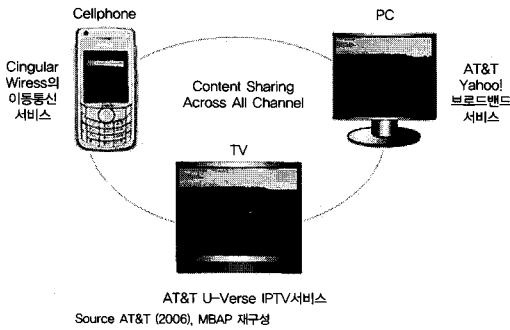 Cellphone
PC
Cingular
Wiress의
이동통신
서비스
Content Sharing
Across All Channel
AT&T
Yahoo!
브로드밴드
서비스
TV
AT&T U-Verse IPTV서비스
Source AT&T (2006), MBAP 재구성